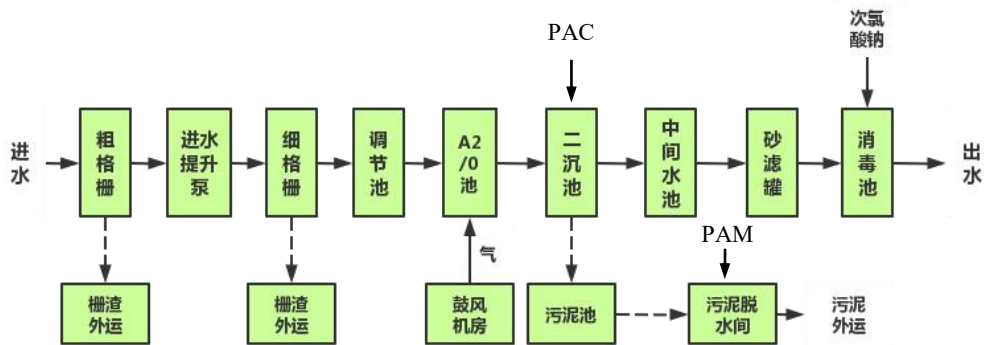 PAC
次氯
酸钠
进
水
粗
格
栅
进水
提升
泵
细
格
栅
调
节
池
A2
/0池
二
沉
池
中
间
水
池
砂
滤
罐
消
毒
池
出
水
气
PAM
栅渣
外运
栅渣
外运
鼓风
机房
污泥池
污泥脱
水间
污泥
外运